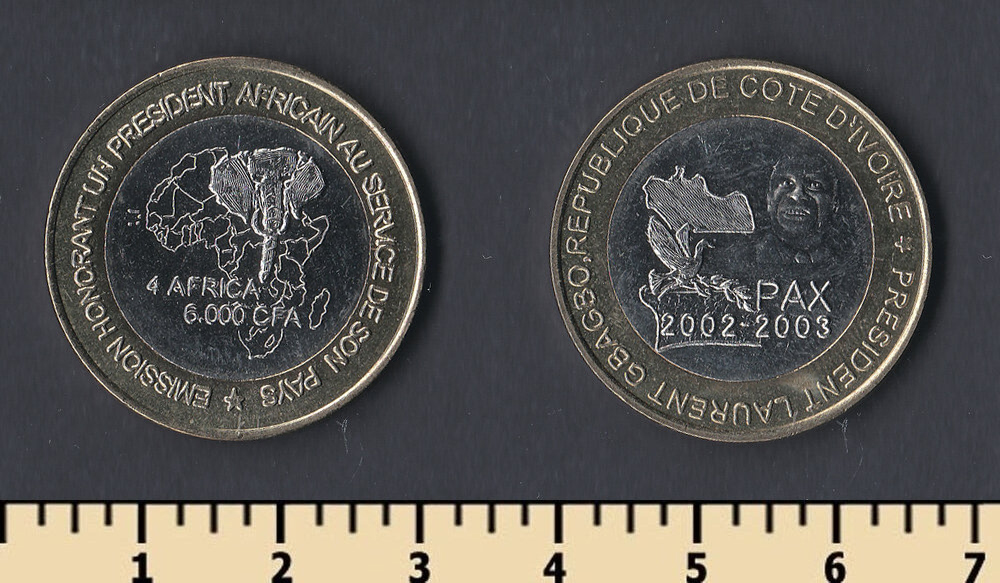 EMISSION HONORANT UN PRESIDENT AFRICAIN AU SERVICE DE SON PAYS ★
4 AFRICA
6.000 CFA
REPUBLIQUE DE COTE D'IVOIRE ★ PRESIDENT LAURENT GBAGBO.
PAX
2002-2003
1 2 3 4 5 6 7